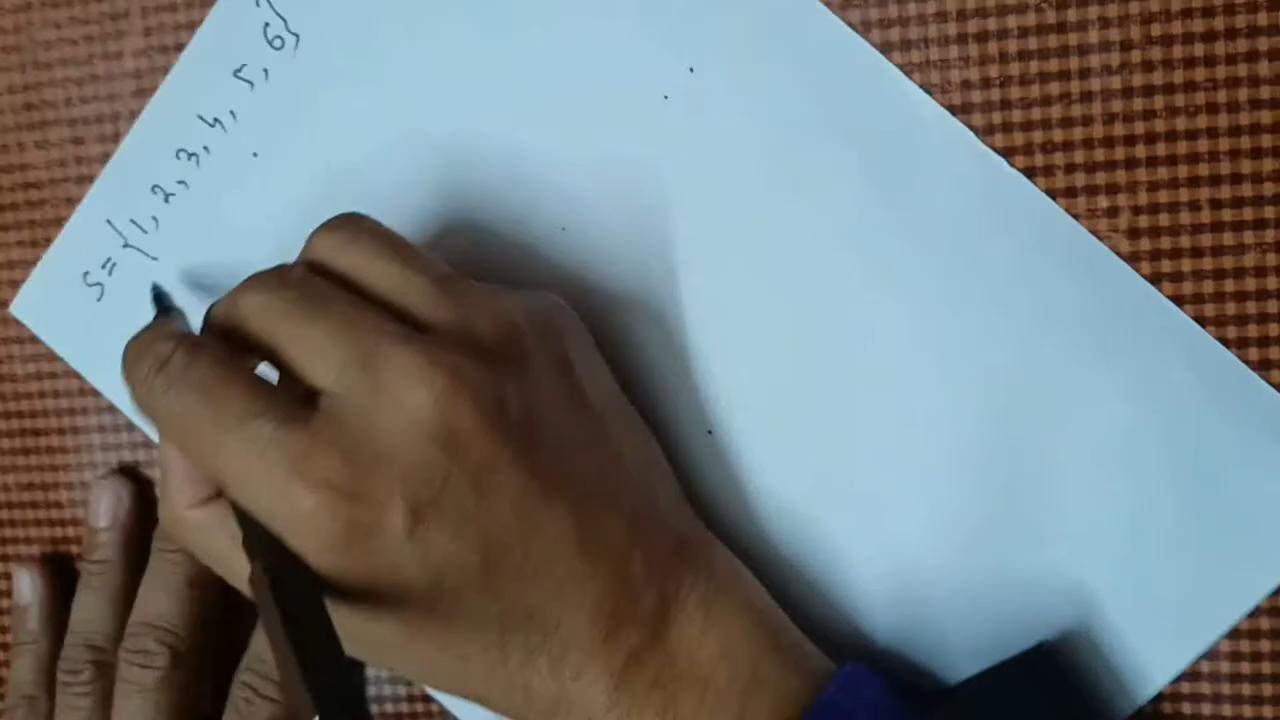 S = {1, 2, 3, 4, 5, 6}